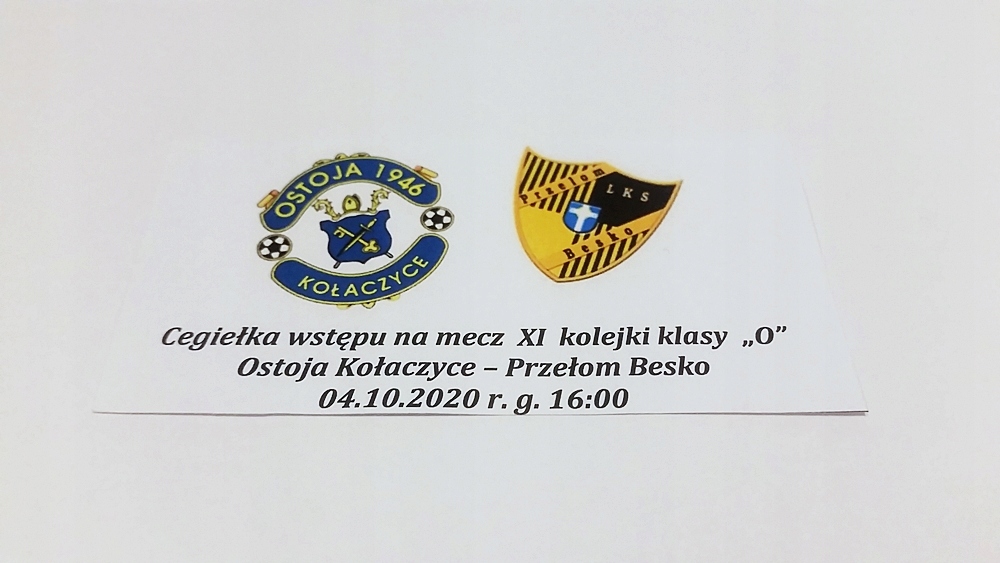 OSTOJA 1946
KOŁACZYCE
Przełom
LKS
Besko
Cegiełka wstępu na mecz XI kolejki klasy „O”
Ostoja Kołaczyce – Przełom Besko
04.10.2020 r. g. 16:00